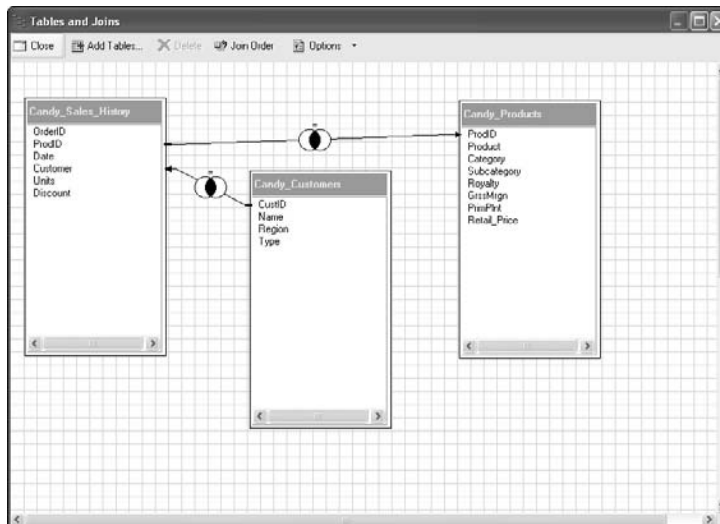 Tables and Joins
Close Add Tables... Delete Join Order Options
Candy_Sales_History
OrderID
ProdID
Date
Customer
Units
Discount
Candy_Customers
CustID
Name
Region
Type
Candy_Products
ProdID
Product
Category
Subcategory
Royalty
GrssMrgn
PrimPlnt
Retail_Price